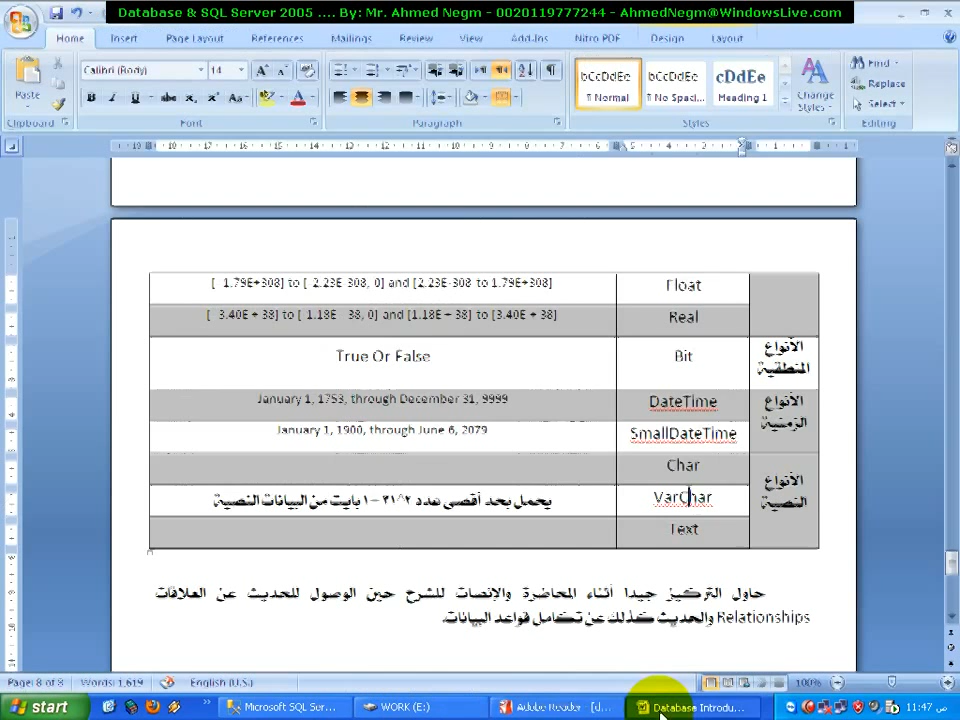 Database & SQL Server 2005 .... By: Mr. Ahmed Negm - 0020119777244 - AhmedNegm@WindowsLive.com
Home Insert Page Layout References Mailings Review View Add-Ins Nitro PDF Design Layout
Calibri (Body) 14
bCcDdEe bCcDdEe cDdEe
Normal No Spaci... Heading 1
Paste
Change Styles
Find
Replace
Select
Clipboard Font Paragraph Styles Editing
[ 1.79E+308] to [ 2.23E 308, 0] and [2.23E-308 to 1.79E+308] Float
[ 3.40E + 38] to [ 1.18E 38, 0] and [1.18E - 38] to [3.40E + 38] Real
True Or False Bit الأنواع المنطقية
January 1, 1753, through December 31, 9999 DateTime الأنواع الزمنية
January 1, 1900, through June 6, 2079 SmallDateTime
Char الأنواع النصية
يحمل بحد أقصى عدد ٢^٣١ -١ بايت من البيانات النصية VarChar
Text
حاول التركيز جيدا أثناء المحاضرة والإنصات للشرح حين الوصول للحديث عن العلاقات
Relationships والحديث كذلك عن تكامل قواعد البيانات.
Page: 8 of 8 Words: 1,619 English (U.S.) 100%
start Microsoft SQL Ser... WORK (E:) Adobe Reader Database Introdu... 11:47 ص